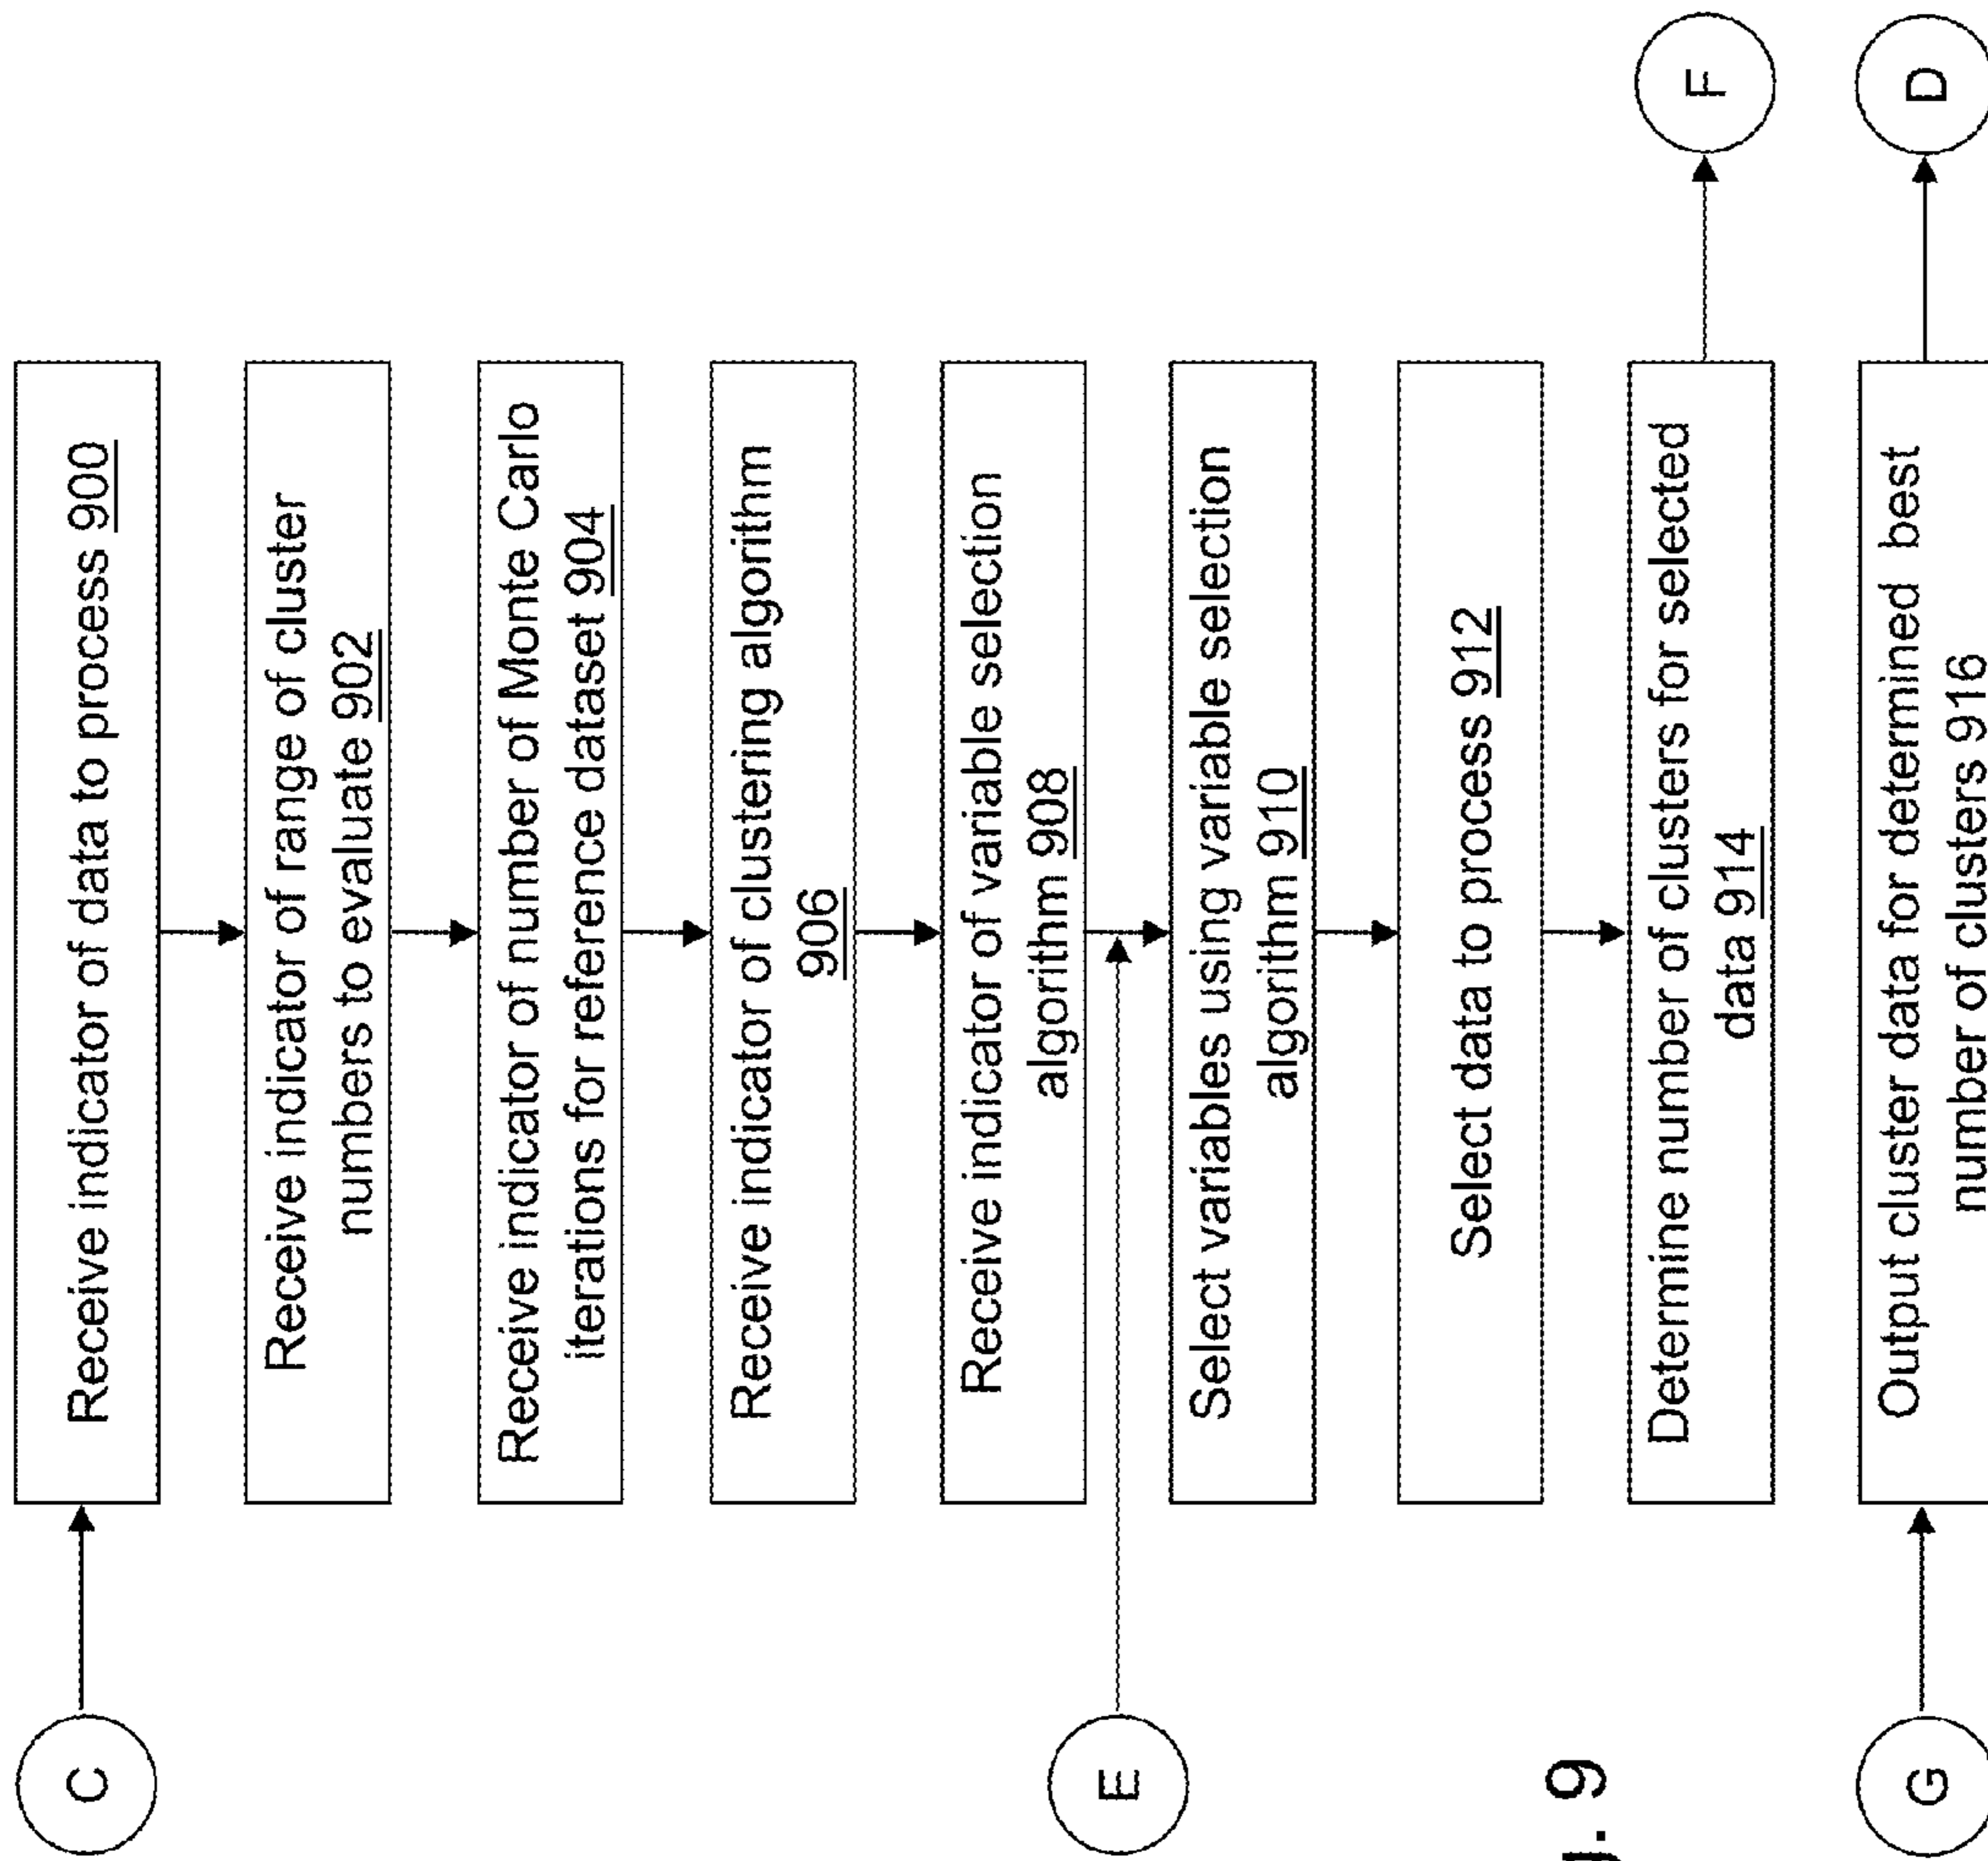 C
Receive indicator of data to process 900
Receive indicator of range of cluster
numbers to evaluate 902
Receive indicator of number of Monte Carlo
iterations for reference dataset 904
Receive indicator of clustering algorithm
906
Receive indicator of variable selection
algorithm 908
E
Select variables using variable selection
algorithm 910
Select data to process 912
Determine number of clusters for selected
data 914
F
G
Output cluster data for determined best
number of clusters 916
D
g. 9